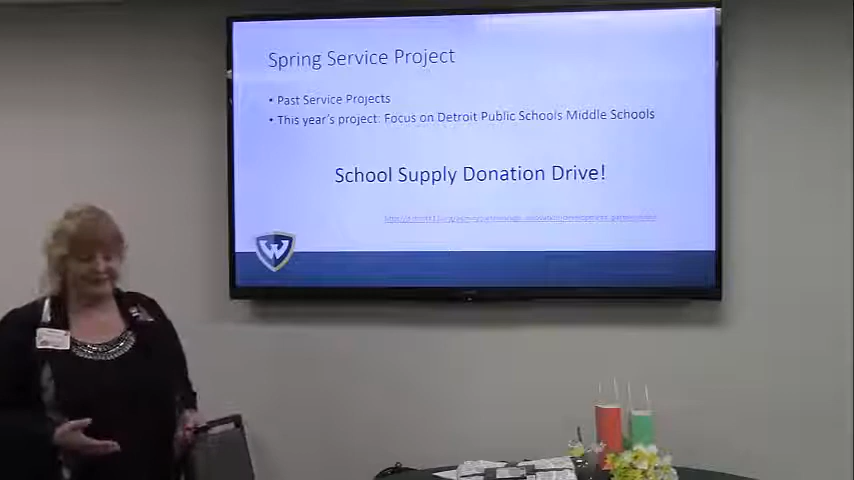 Spring Service Project
• Past Service Projects
• This year's project: Focus on Detroit Public Schools Middle Schools
School Supply Donation Drive!
W